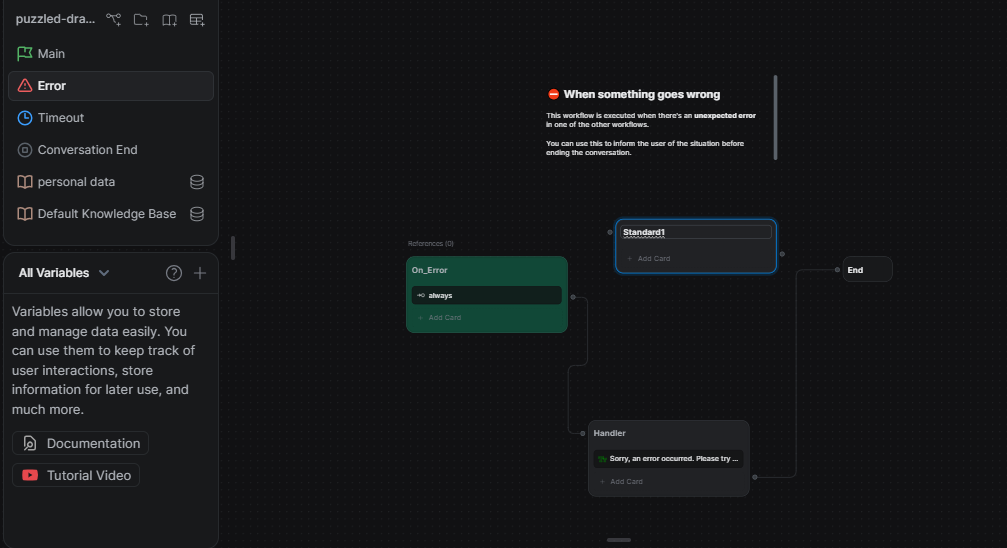 puzzled-dra...
Main
Error
Timeout
Conversation End
personal data
Default Knowledge Base
All Variables
Variables allow you to store
and manage data easily. You
can use them to keep track of
user interactions, store
information for later use, and
much more.
Documentation
Tutorial Video
When something goes wrong
This workflow is executed when there's an unexpected error
in one of the other workflows.
You can use this to inform the user of the situation before
ending the conversation.
Standard1
Add Card
References (0)
On_Error
always
Add Card
End
Handler
Sorry, an error occurred. Please try ...
Add Card